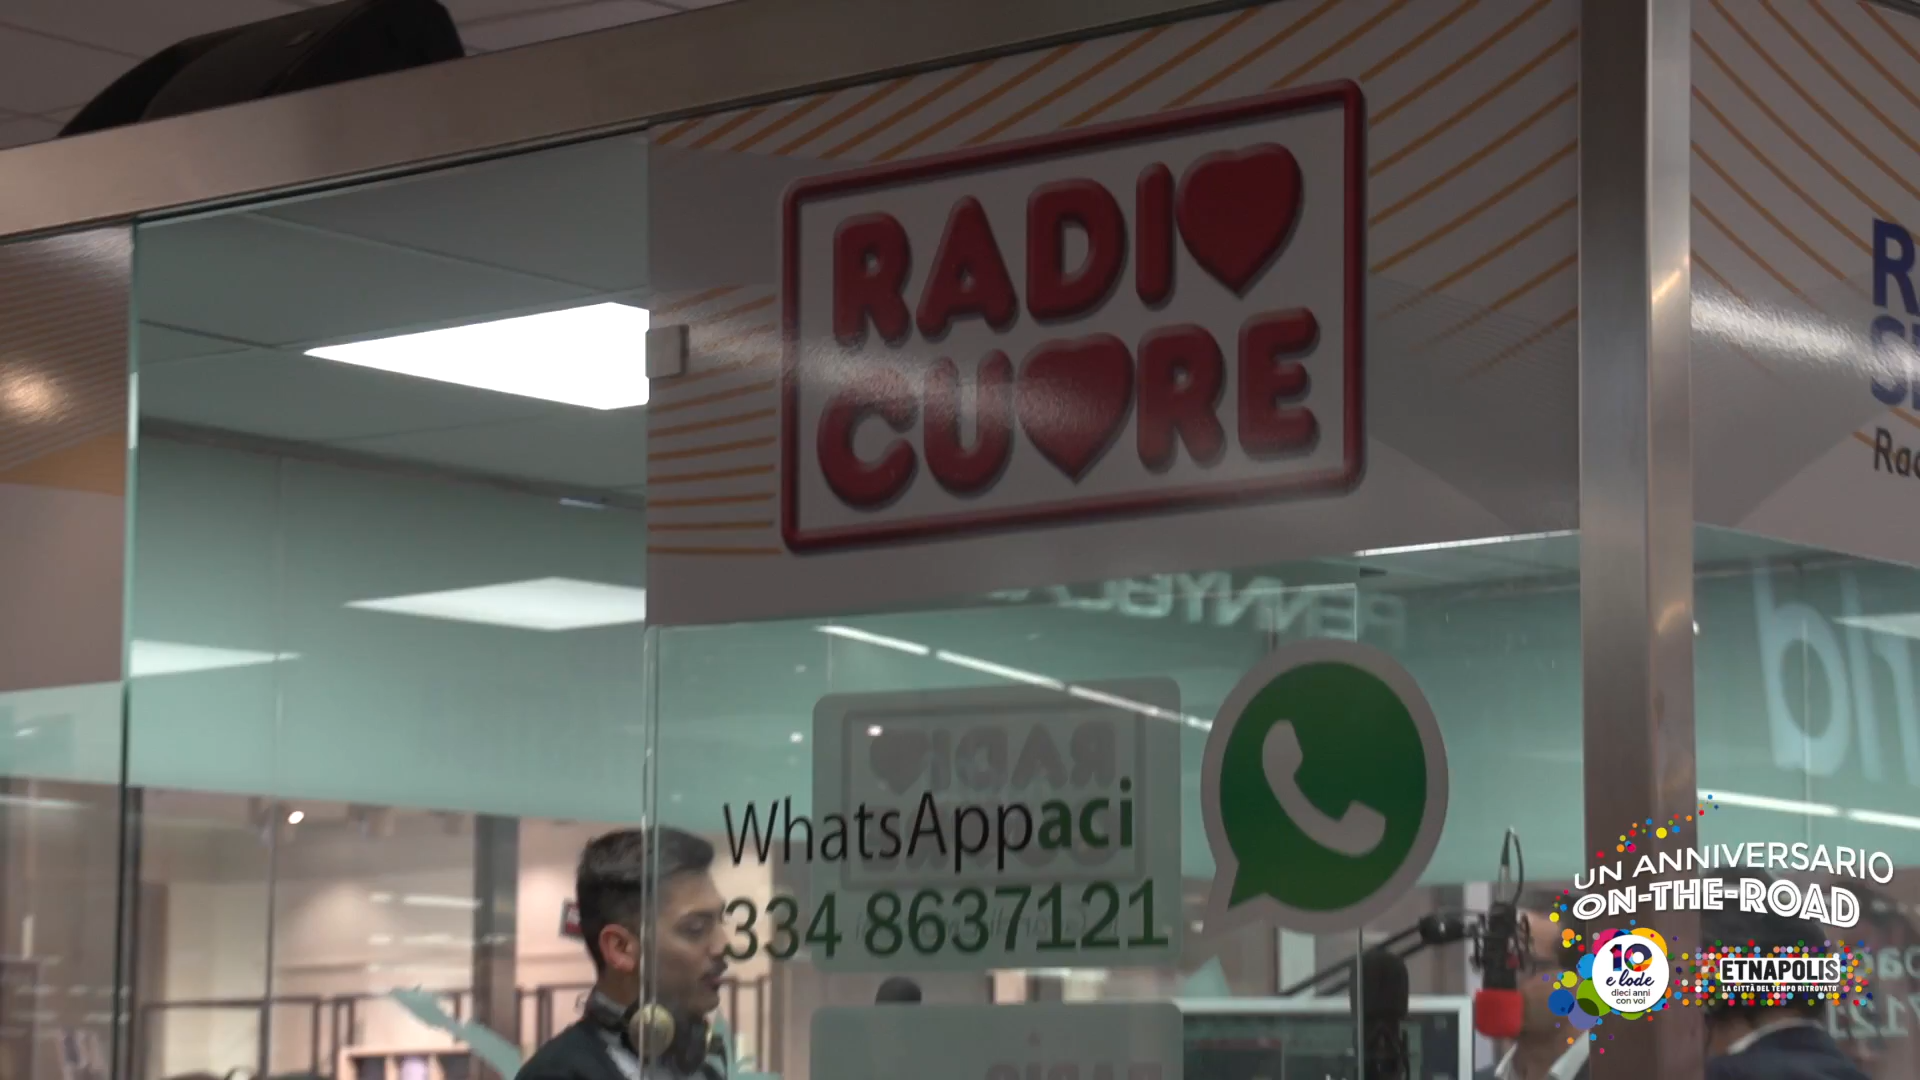 RADIO
CUORE
WhatsAppaci
334 8637121
UN ANNIVERSARIO
ON-THE-ROAD
10
e lode
dieci anni
con voi
ETNAPOLIS
LA CITTÀ DEL TEMPO RITROVATO